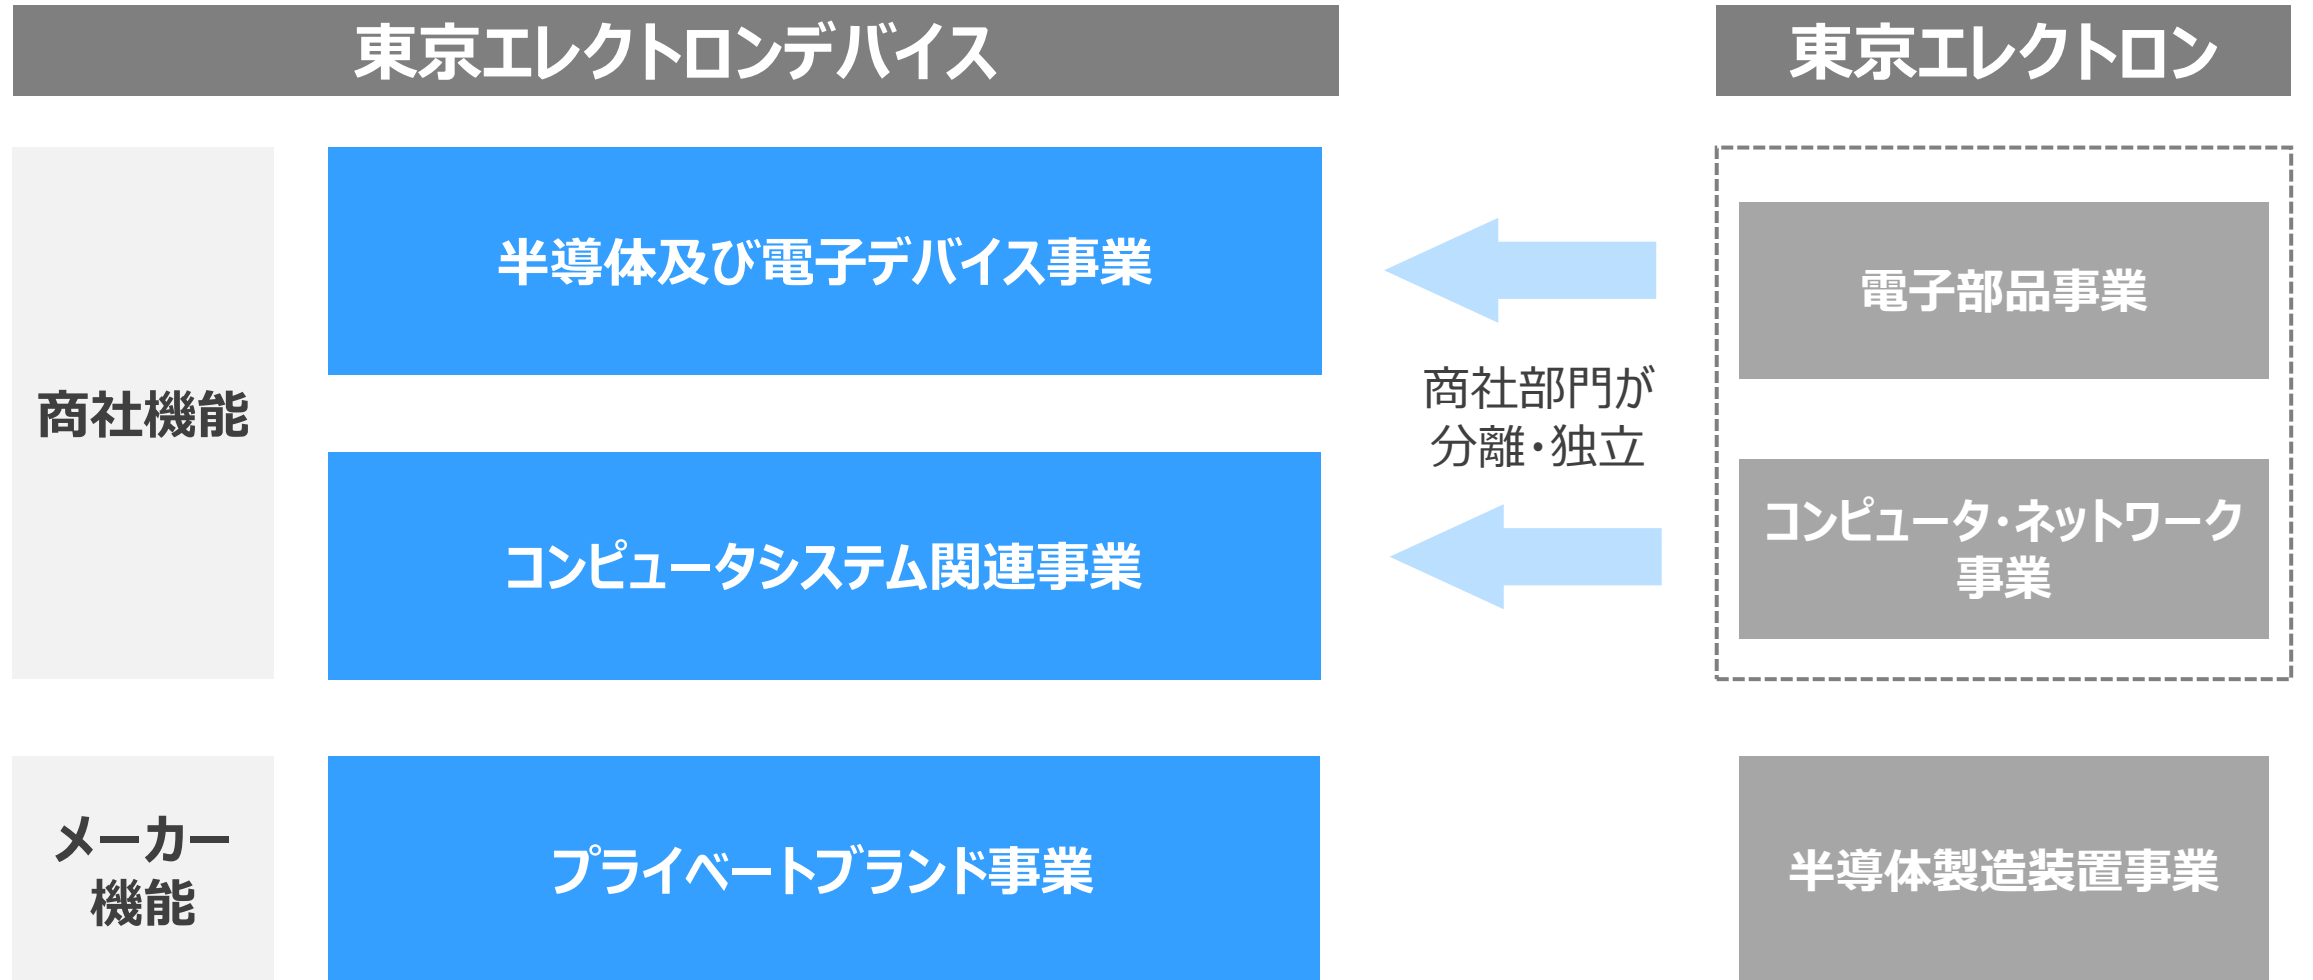 東京エレクトロンデバイス
東京エレクトロン
商社機能
半導体及び電子デバイス事業
コンピュータシステム関連事業
商社部門が
分離・独立
電子部品事業
コンピュータ・ネットワーク
事業
メーカー
機能
プライベートブランド事業
半導体製造装置事業